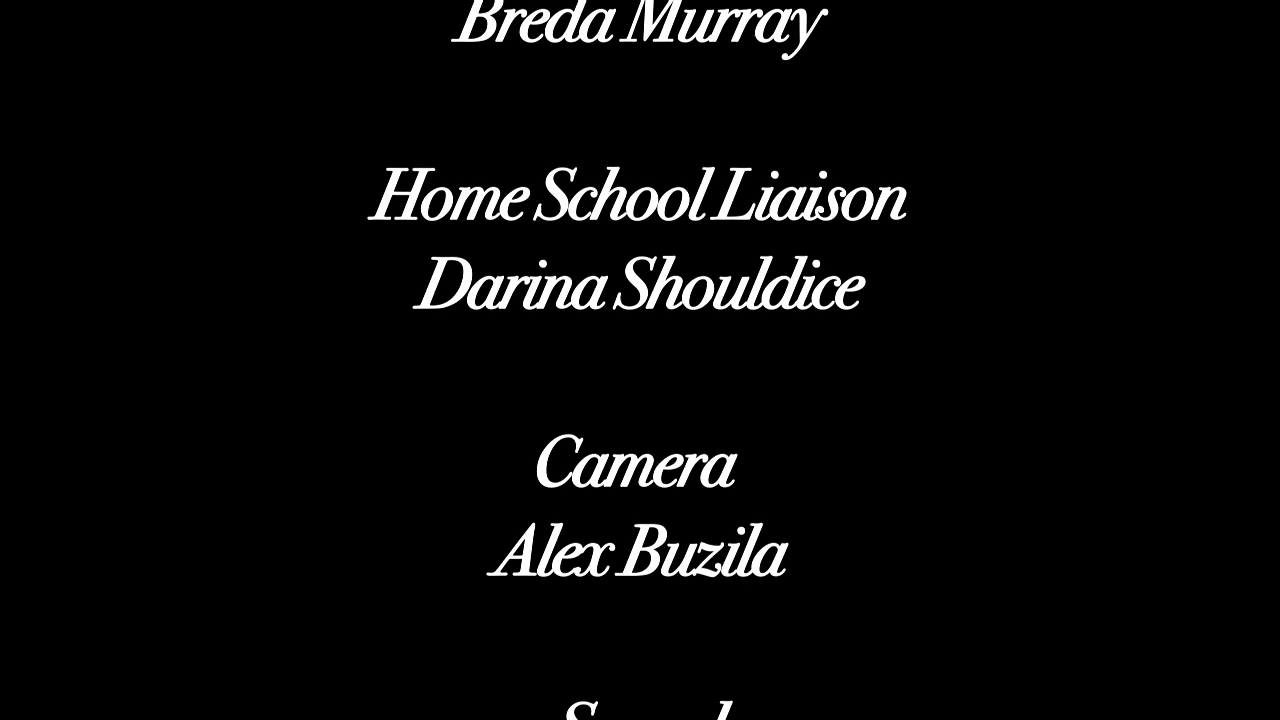 Breda Murray
Home School Liaison
Darina Shouldice
Camera
Alex Buzila